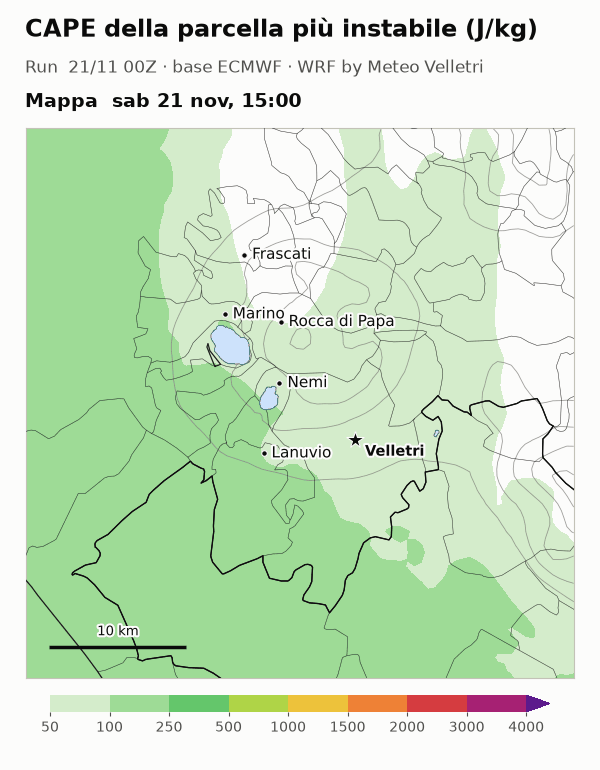 CAPE della parcella più instabile (J/kg)
Run  21/11 00Z · base ECMWF · WRF by Meteo Velletri
Mappa  sab 21 nov, 15:00
Frascati
Marino
Rocca di Papa
Nemi
Velletri
Lanuvio
10 km
50 100 250 500 1000 1500 2000 3000 4000